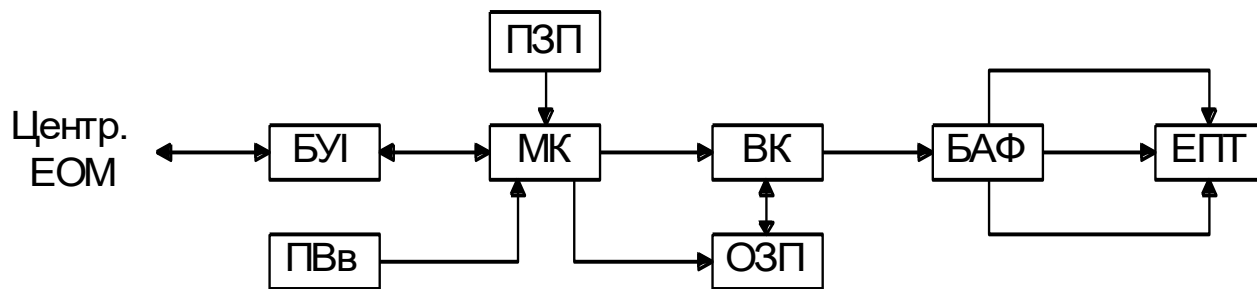 ПЗП
Центр.
ЕОМ
БУІ
МК
ВК
БАФ
ЕПТ
ПВв
ОЗП